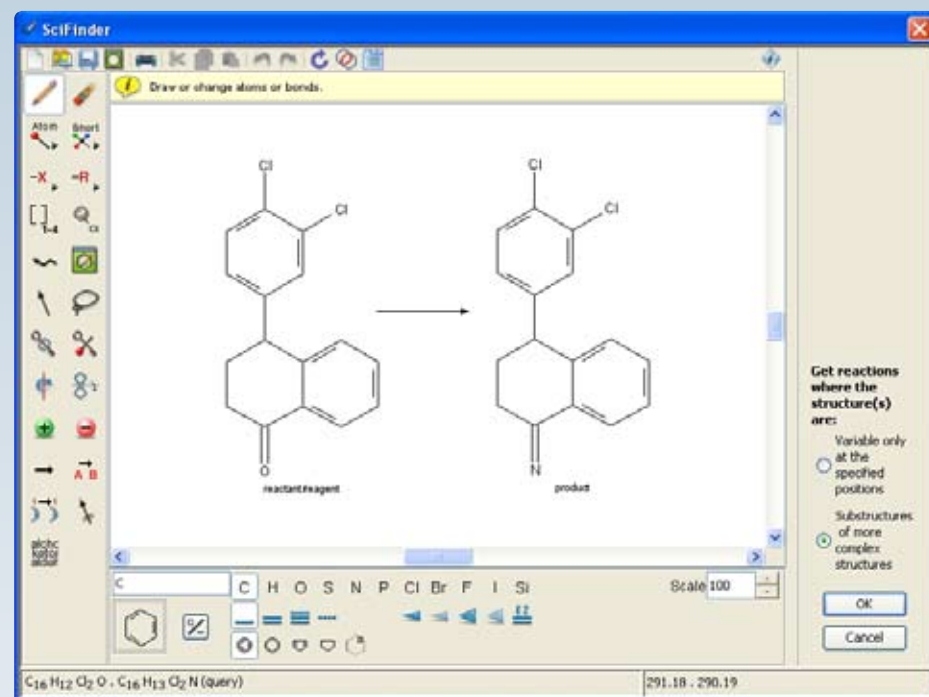 SciFinder
Draw or change atoms or bonds.
Atom
Short
-X
=R
[ ]1-4
A B
Cl
Cl
Cl
Cl
O
N
reactant/reagent
product
Get reactions
where the
structure(s)
are:
Variable only
at the
specified
positions
Substructures
of more
complex
structures
OK
Cancel
C
C H O S N P Cl Br F I Si
Scale 100
C16 H12 Cl2 O . C16 H13 Cl2 N (query)
291.18 . 290.19